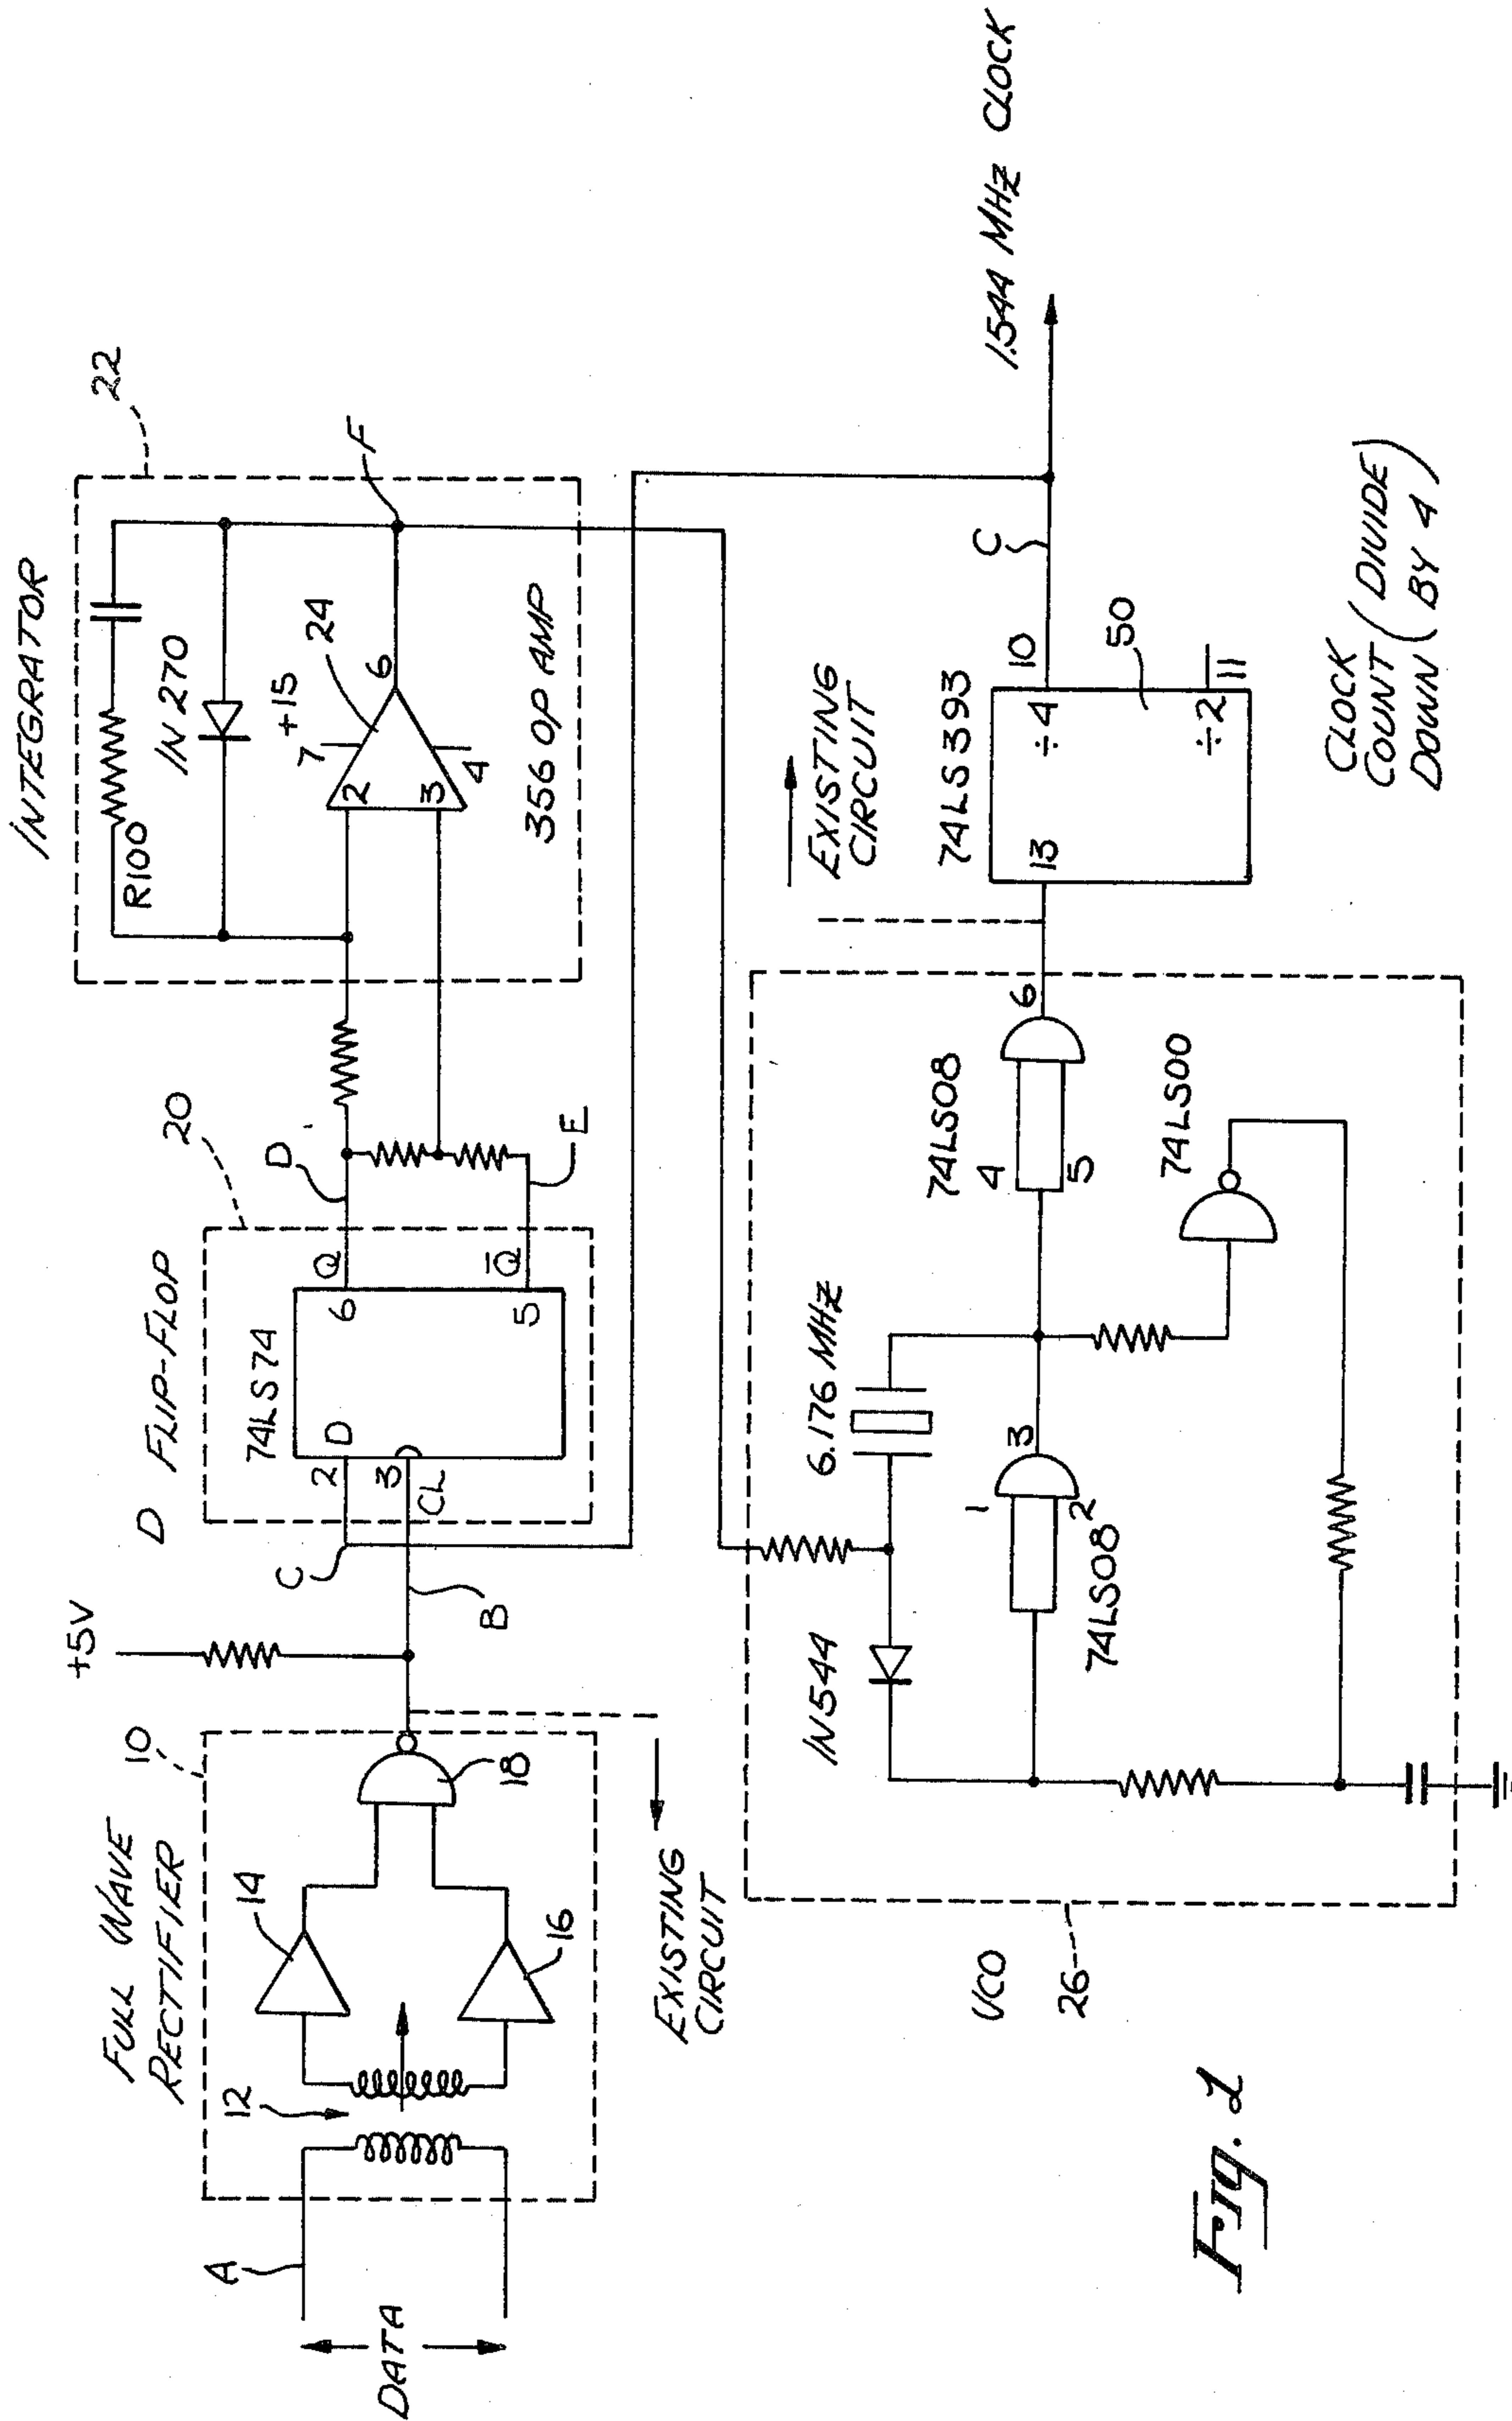 FULL WAVE
RECTIFIER
10
12
14
16
18
A
DATA
EXISTING
CIRCUIT
+5V
B
C
D FLIP-FLOP
20
74LS74
2 D
3
CL
6 Q
5 Q̅
D
E
INTEGRATOR
22
R100
IN 270
+15
7
24
2
3
6
4
356 OP AMP
F
VCO
26
IN544
6.176 MHZ
1
2
3
74LS08
74LS08
4
5
6
74LS00
EXISTING
CIRCUIT
74LS393
13
÷4
10
÷2
11
50
C
1.544 MHZ CLOCK
CLOCK
COUNT (DIVIDE
DOWN BY 4)
Fig. 1